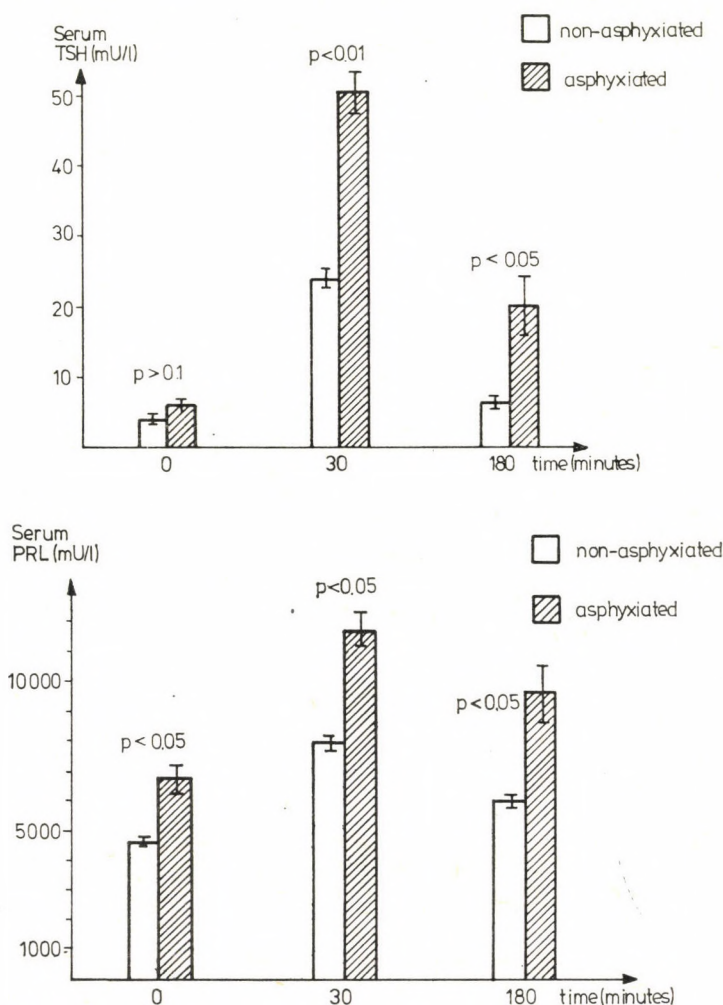 Serum
TSH (mU/l)
non-asphyxiated
asphyxiated
p<0.01
50
40
30
p < 0.05
20
p > 0.1
10
0
30
180
time (minutes)
Serum
PRL (mU/l)
non-asphyxiated
asphyxiated
p<0.05
10000
p<0.05
p< 0.05
5000
1000
0
30
180
time (minutes)